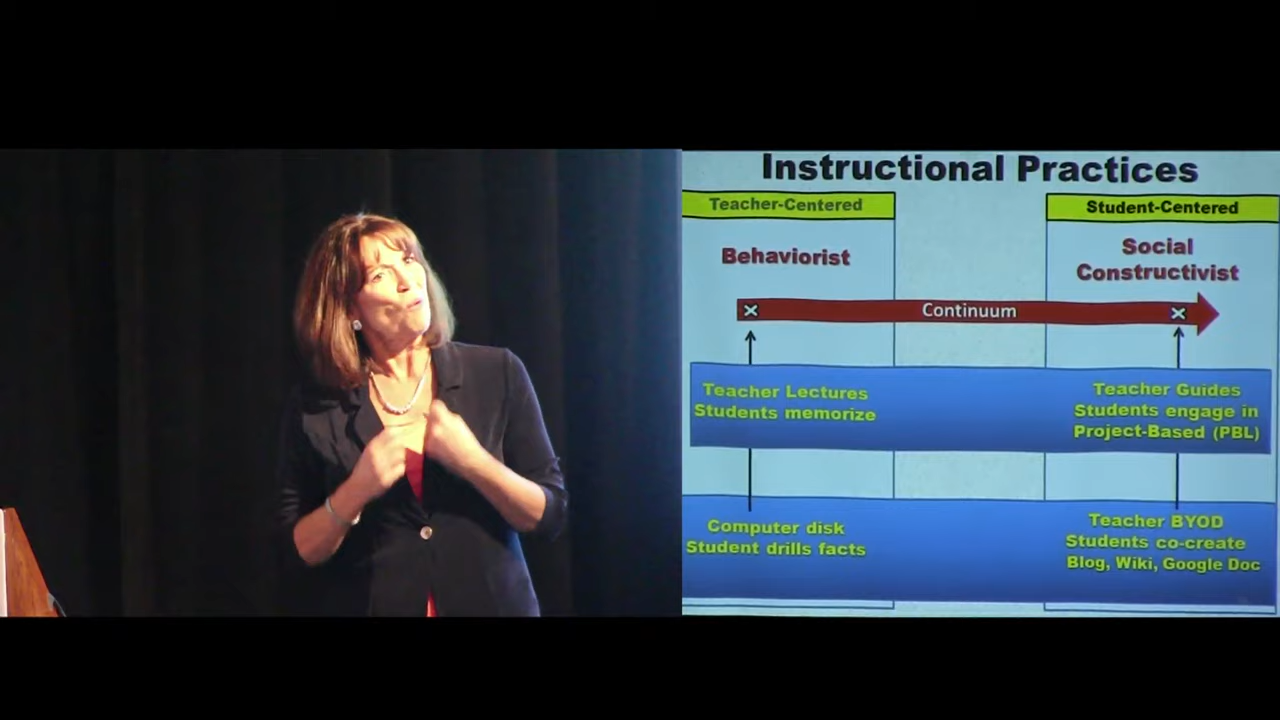 Instructional Practices
Teacher-Centered
Student-Centered
Behaviorist
Social
Constructivist
Continuum
Teacher Lectures
Students memorize
Teacher Guides
Students engage in
Project-Based (PBL)
Computer disk
Student drills facts
Teacher BYOD
Students co-create
Blog, Wiki, Google Doc